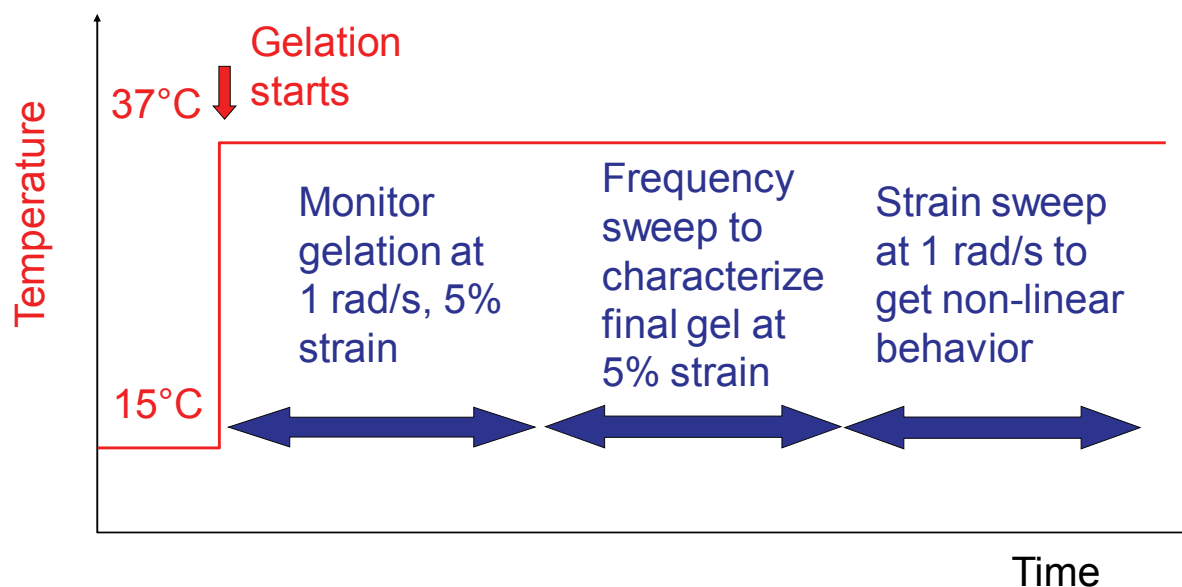 Gelation
starts
37°C
Temperature
Monitor
gelation at
1 rad/s, 5%
strain
Frequency
sweep to
characterize
final gel at
5% strain
Strain sweep
at 1 rad/s to
get non-linear
behavior
15°C
Time